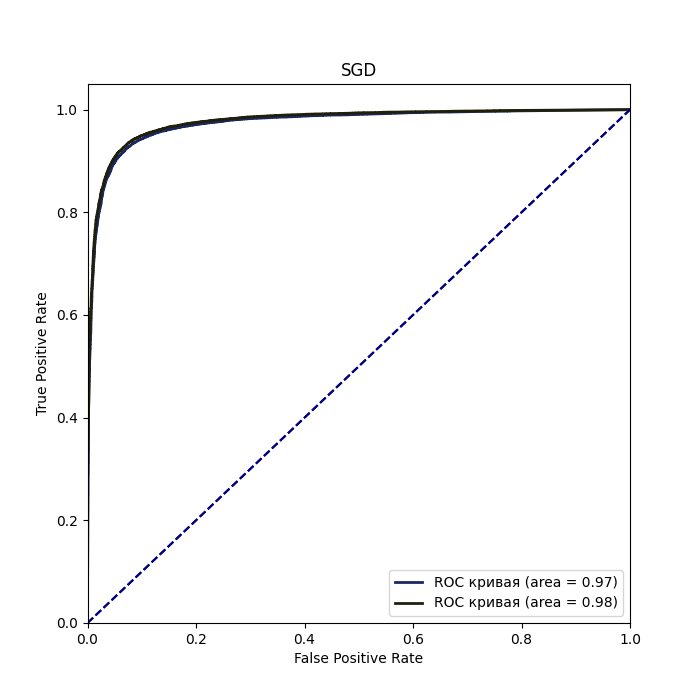 SGD
True Positive Rate
1.0
0.8
0.6
0.4
0.2
0.0
ROC кривая (area = 0.97)
ROC кривая (area = 0.98)
0.0 0.2 0.4 0.6 0.8 1.0
False Positive Rate